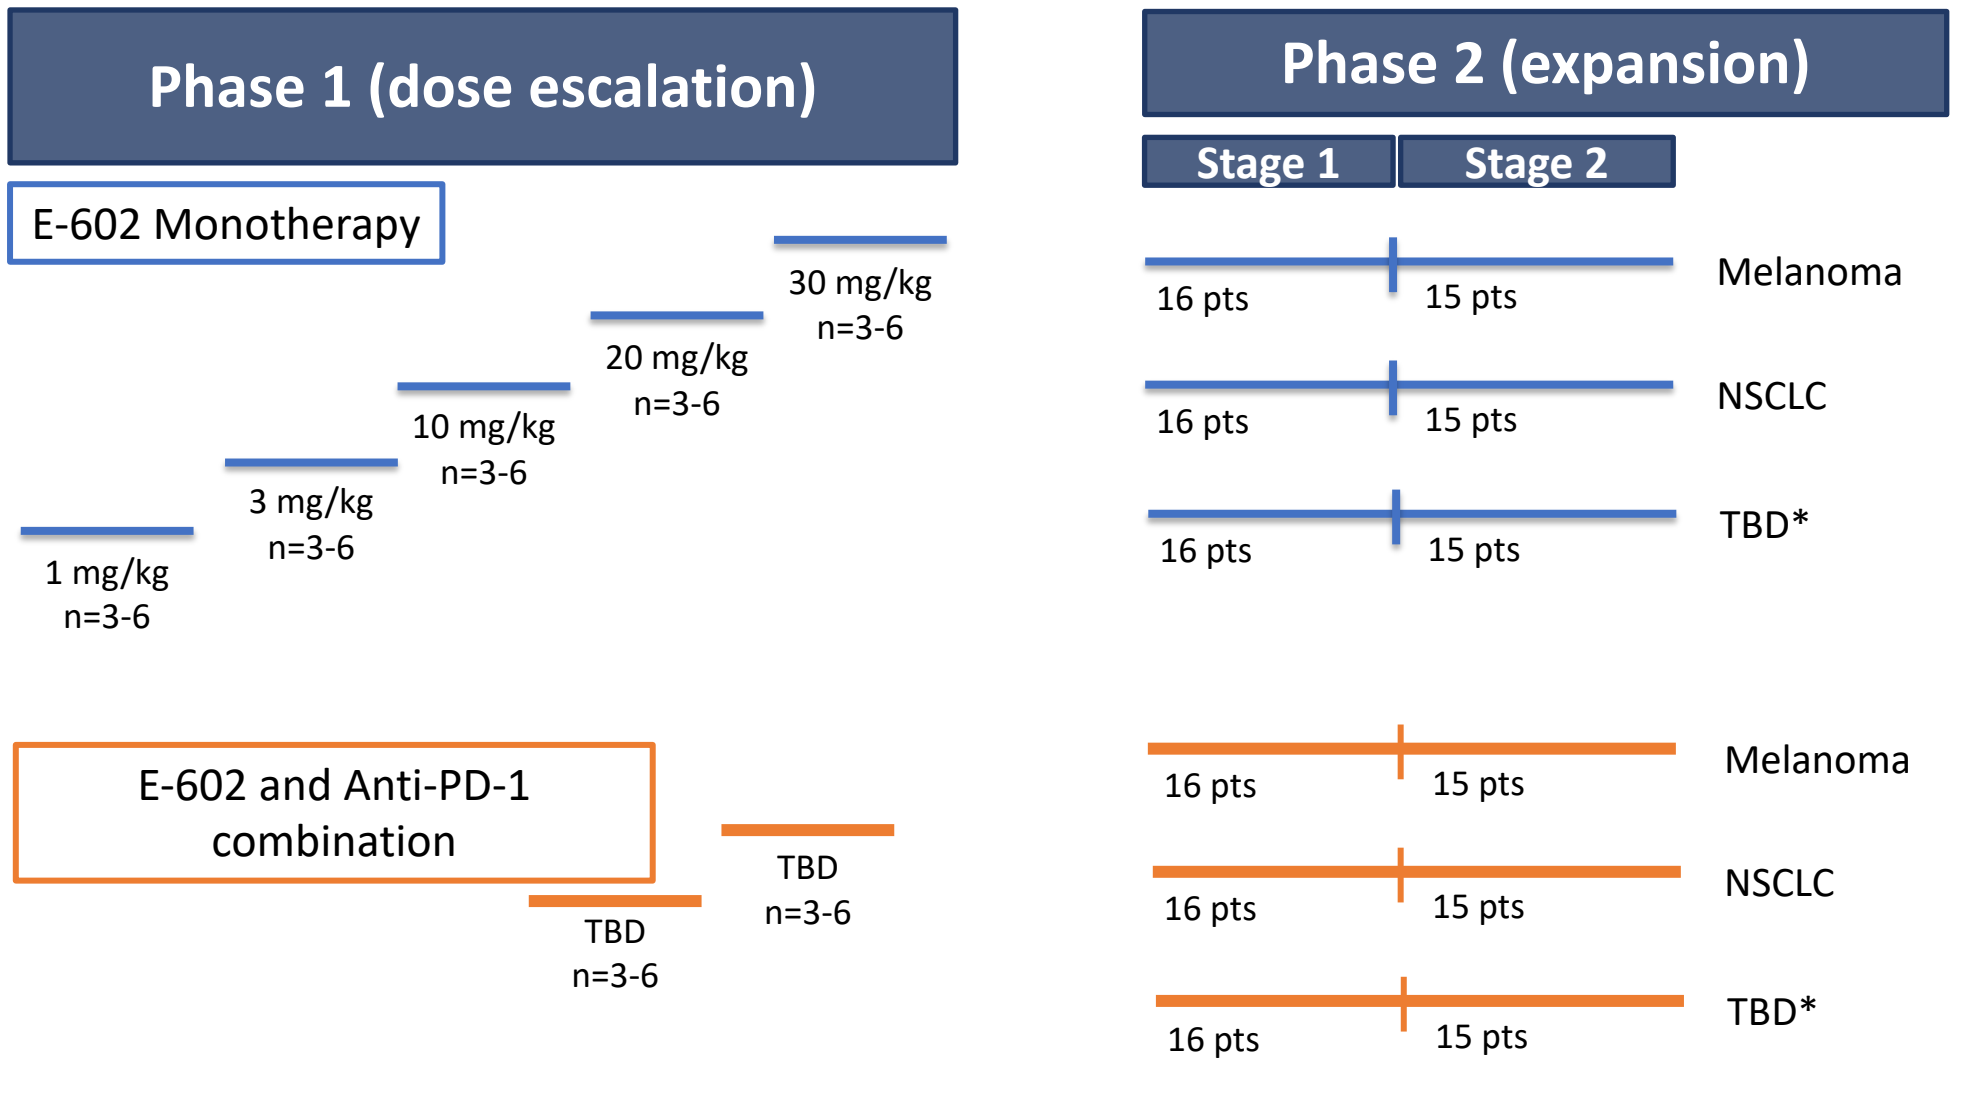 Phase 1 (dose escalation)
E-602 Monotherapy
1 mg/kg
n=3-6
3 mg/kg
n=3-6
10 mg/kg
n=3-6
20 mg/kg
n=3-6
30 mg/kg
n=3-6
E-602 and Anti-PD-1
combination
TBD
n=3-6
TBD
n=3-6
Phase 2 (expansion)
Stage 1
Stage 2
16 pts
15 pts
Melanoma
16 pts
15 pts
NSCLC
16 pts
15 pts
TBD*
16 pts
15 pts
Melanoma
16 pts
15 pts
NSCLC
16 pts
15 pts
TBD*